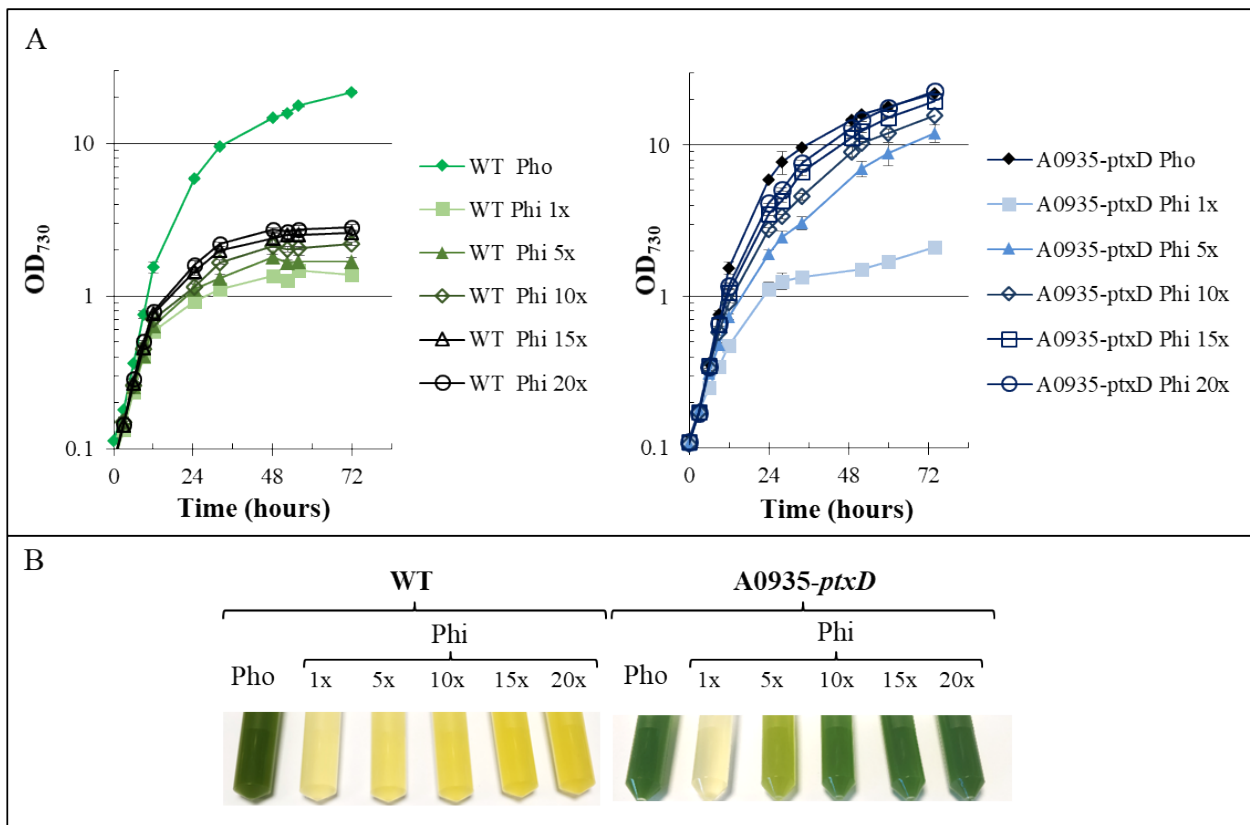 A
OD730
10
1
0.1
0 24 48 72
Time (hours)
WT Pho
WT Phi 1x
WT Phi 5x
WT Phi 10x
WT Phi 15x
WT Phi 20x
OD730
10
1
0.1
0 24 48 72
Time (hours)
A0935-ptxD Pho
A0935-ptxD Phi 1x
A0935-ptxD Phi 5x
A0935-ptxD Phi 10x
A0935-ptxD Phi 15x
A0935-ptxD Phi 20x
B
WT
Phi
Pho 1x 5x 10x 15x 20x
A0935-ptxD
Phi
Pho 1x 5x 10x 15x 20x